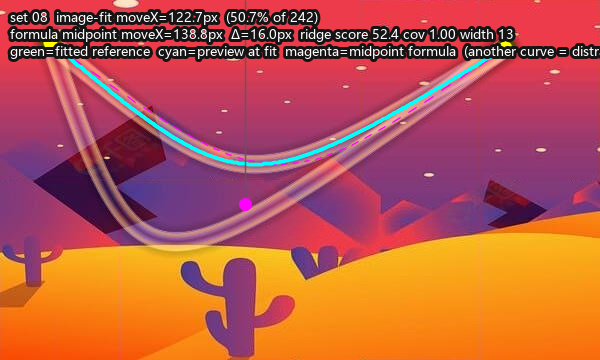 set 08  image-fit moveX=122.7px  (50.7% of 242)
formula midpoint moveX=138.8px  Δ=16.0px  ridge score 52.4 cov 1.00 width 13
green=fitted reference  cyan=preview at fit  magenta=midpoint formula  (another curve = distra